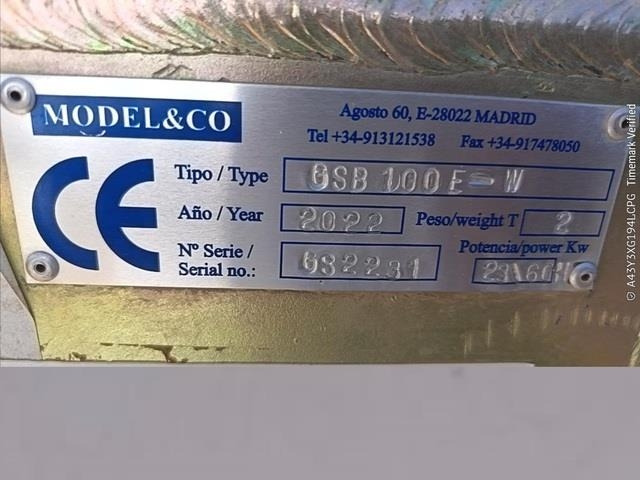 MODEL&CO
Agosto 60, E-28022 MADRID
Tel +34-913121538 Fax +34-917478050
CE
Tipo / Type GSB 100 E-W
Año / Year 2022 Peso/weight T 2
Nº Serie / Potencia/power Kw
Serial no.: 682231
© A43Y3XG194LCPG Timemark Verified